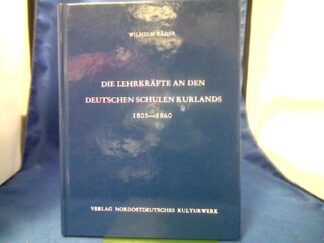 WILHELM RÄDER
DIE LEHRKRÄFTE AN DEN
DEUTSCHEN SCHULEN KURLANDS
1805—1860
VERLAG NORDOSTDEUTSCHES KULTURWERK